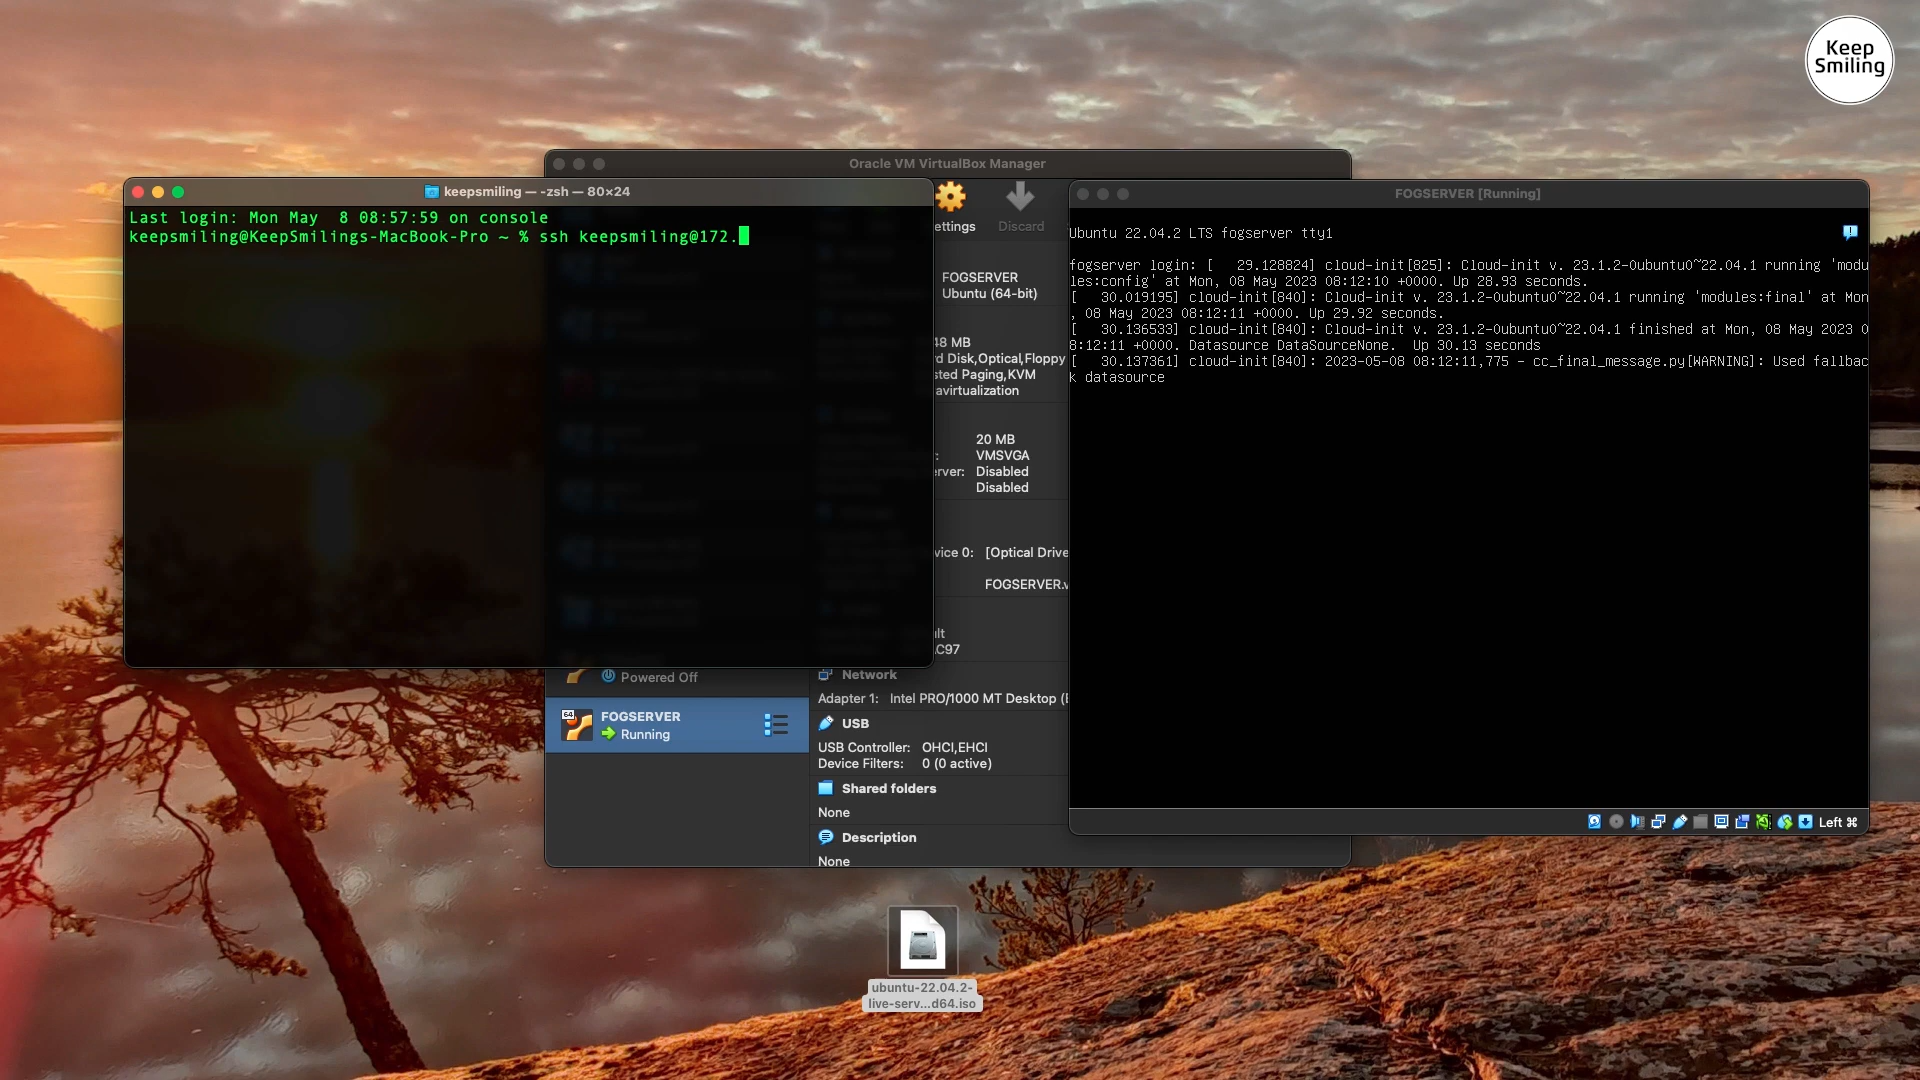 Keep
Smiling
Oracle VM VirtualBox Manager
keepsmiling — -zsh — 80×24
Last login: Mon May  8 08:57:59 on console
keepsmiling@KeepSmilings-MacBook-Pro ~ % ssh keepsmiling@172.
ettings
Discard
FOGSERVER
Ubuntu (64-bit)
48 MB
rd Disk,Optical,Floppy
sted Paging,KVM
avirtualization
20 MB
: VMSVGA
erver: Disabled
Disabled
vice 0: [Optical Drive
FOGSERVER.v
ult
AC97
Powered Off
FOGSERVER
Running
Network
Adapter 1: Intel PRO/1000 MT Desktop (B
USB
USB Controller: OHCI,EHCI
Device Filters: 0 (0 active)
Shared folders
None
Description
None
FOGSERVER [Running]
Ubuntu 22.04.2 LTS fogserver tty1
fogserver login: [   29.128824] cloud-init[825]: Cloud-init v. 23.1.2-0ubuntu0~22.04.1 running 'modu
les:config' at Mon, 08 May 2023 08:12:10 +0000. Up 28.93 seconds.
[   30.019195] cloud-init[840]: Cloud-init v. 23.1.2-0ubuntu0~22.04.1 running 'modules:final' at Mon
, 08 May 2023 08:12:11 +0000. Up 29.92 seconds.
[   30.136533] cloud-init[840]: Cloud-init v. 23.1.2-0ubuntu0~22.04.1 finished at Mon, 08 May 2023 0
8:12:11 +0000. Datasource DataSourceNone.  Up 30.13 seconds
[   30.137361] cloud-init[840]: 2023-05-08 08:12:11,775 - cc_final_message.py[WARNING]: Used fallbac
k datasource
Left ⌘
ubuntu-22.04.2-
live-serv...d64.iso